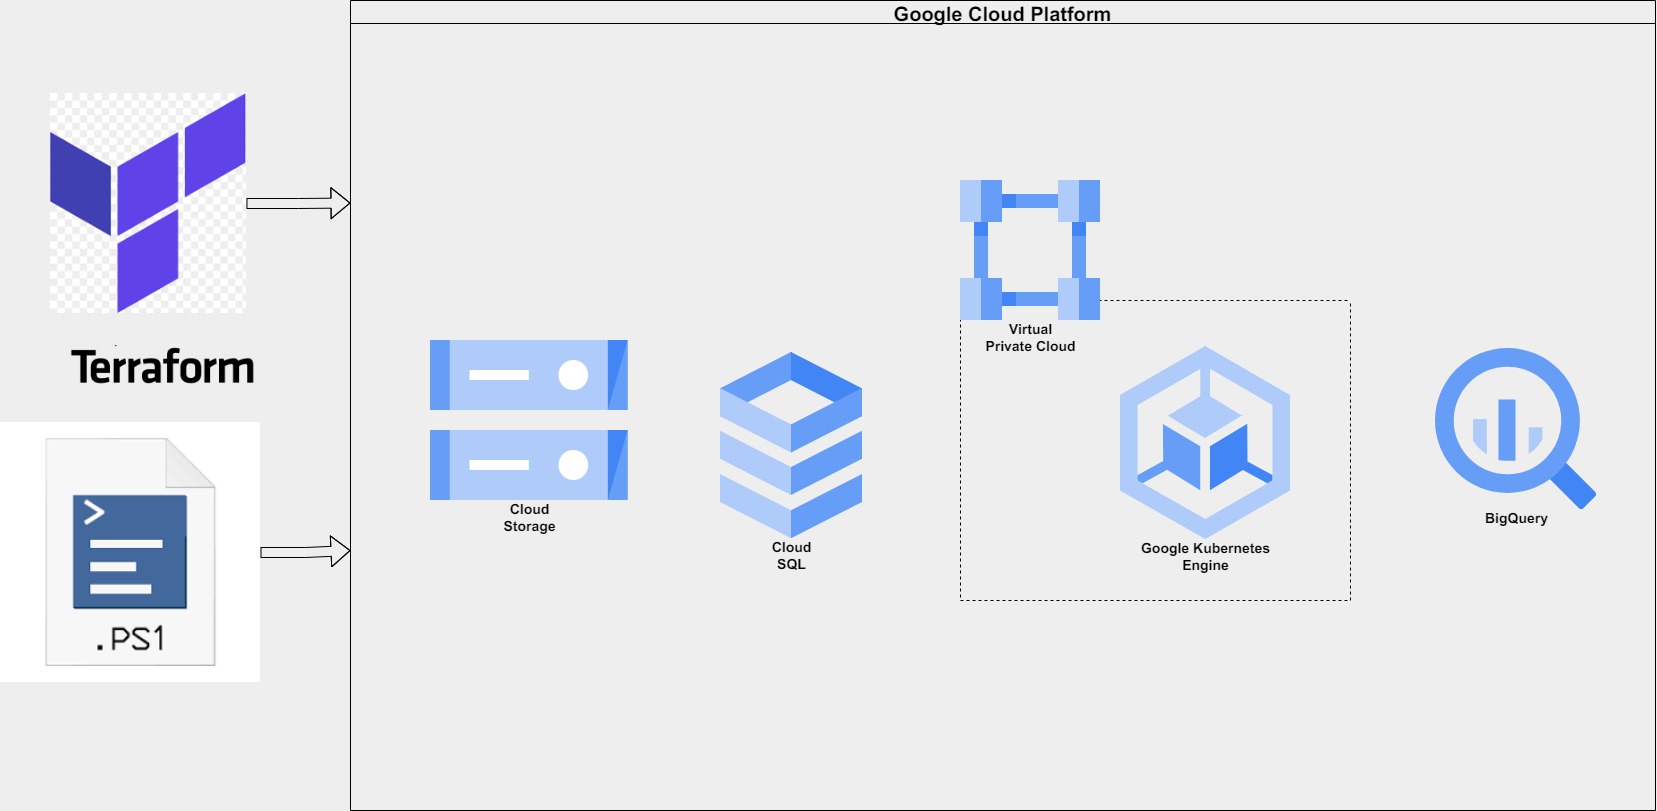 Google Cloud Platform
Terraform
.PS1
Virtual
Private Cloud
Cloud
Storage
Cloud
SQL
Google Kubernetes
Engine
BigQuery